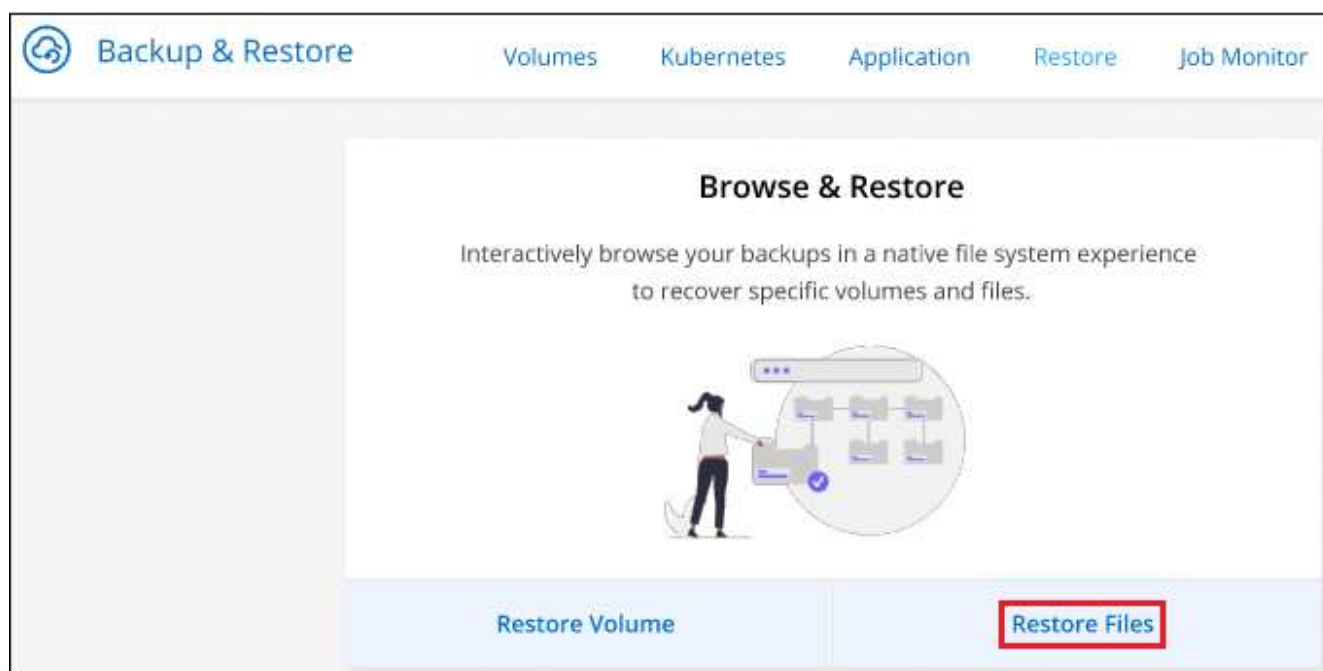 Backup & Restore Volumes Kubernetes Application Restore Job Monitor
Browse & Restore
Interactively browse your backups in a native file system experience
to recover specific volumes and files.
Restore Volume Restore Files